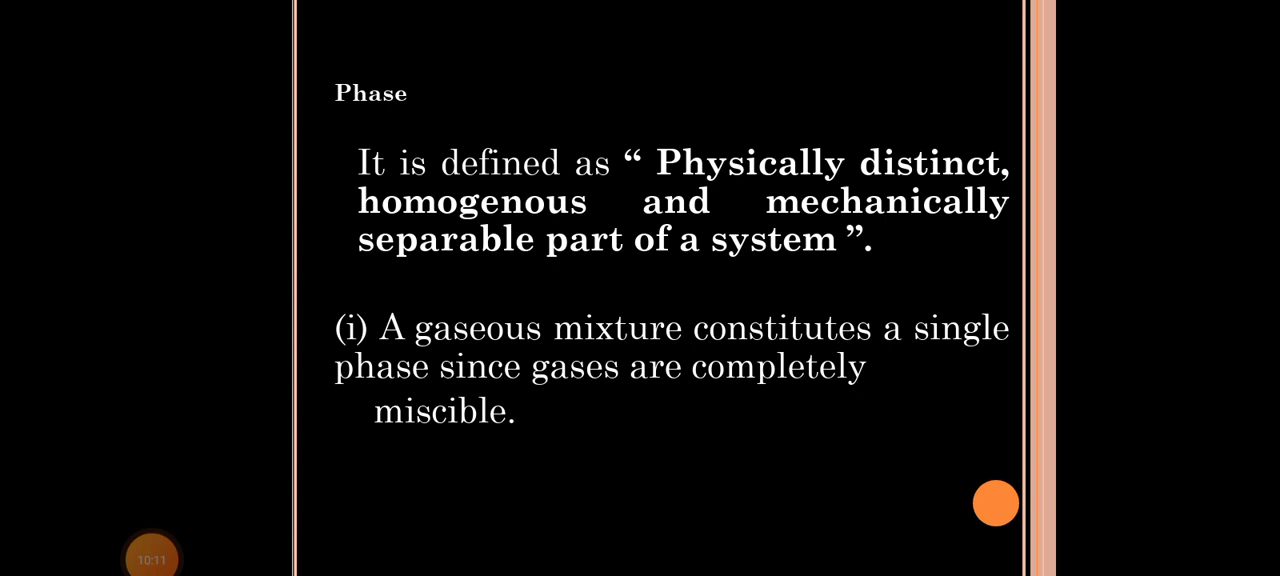 Phase
It is defined as “ Physically distinct,
homogenous and mechanically
separable part of a system ”.
(i) A gaseous mixture constitutes a single
phase since gases are completely
miscible.
10:11